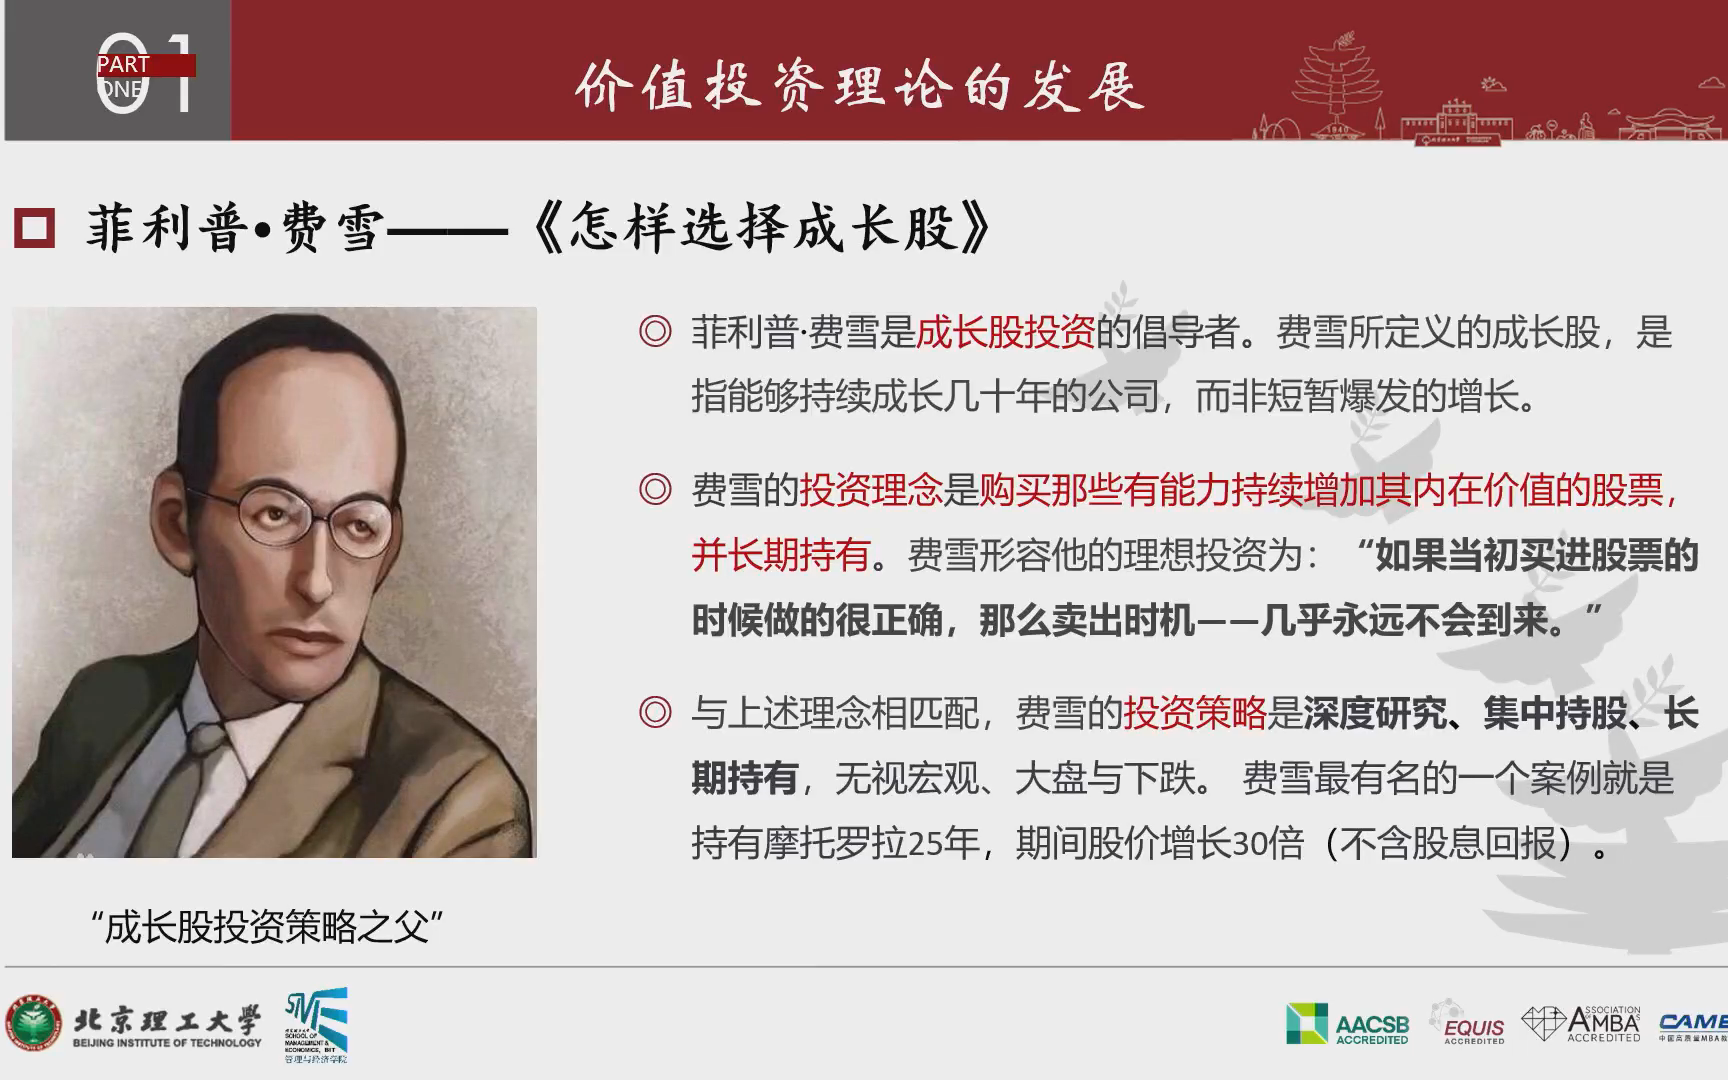 01
PART
ONE
价值投资理论的发展
1940
菲利普•费雪——《怎样选择成长股》
菲利普·费雪是成长股投资的倡导者。费雪所定义的成长股，是
指能够持续成长几十年的公司，而非短暂爆发的增长。
费雪的投资理念是购买那些有能力持续增加其内在价值的股票，
并长期持有。费雪形容他的理想投资为：“如果当初买进股票的
时候做的很正确，那么卖出时机——几乎永远不会到来。”
与上述理念相匹配，费雪的投资策略是深度研究、集中持股、长
期持有，无视宏观、大盘与下跌。 费雪最有名的一个案例就是
持有摩托罗拉25年，期间股价增长30倍（不含股息回报）。
“成长股投资策略之父”
北京理工大学
BEIJING INSTITUTE OF TECHNOLOGY
SME
SCHOOL OF
MANAGEMENT &
ECONOMICS, BIT
管理与经济学院
AACSB
ACCREDITED
EQUIS
ACCREDITED
ASSOCIATION
AMBA'S
ACCREDITED
CAME
中国高质量MBA教